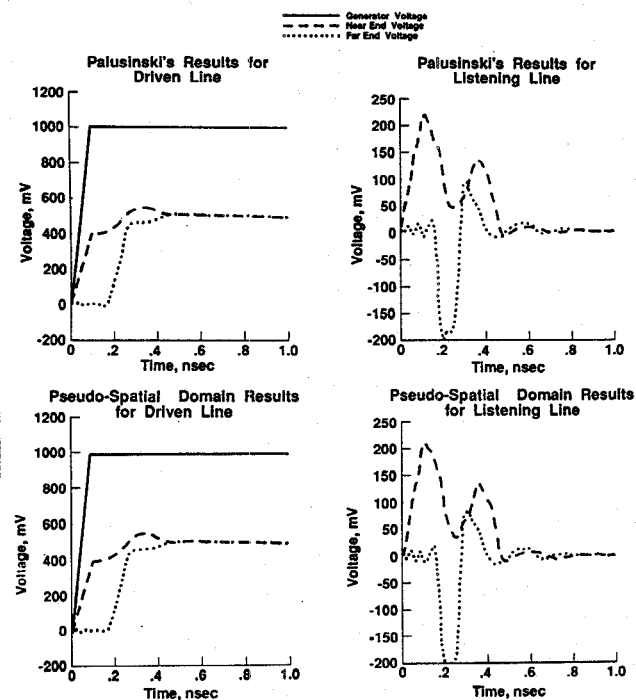 Generator Voltage
Near End Voltage
Far End Voltage
Palusinski's Results for
Driven Line
1200
1000
800
600
400
200
0
-200
Voltage, mV
0 .2 .4 .6 .8 1.0
Time, nsec
Palusinski's Results for
Listening Line
250
200
150
100
50
0
-50
-100
-150
-200
Voltage, mV
0 .2 .4 .6 .8 1.0
Time, nsec
Pseudo-Spatial Domain Results
for Driven Line
1200
1000
800
600
400
200
0
-200
Voltage, mV
0 .2 .4 .6 .8 1.0
Time, nsec
Pseudo-Spatial Domain Results
for Listening Line
250
200
150
100
50
0
-50
-100
-150
-200
Voltage, mV
0 .2 .4 .6 .8 1.0
Time, nsec